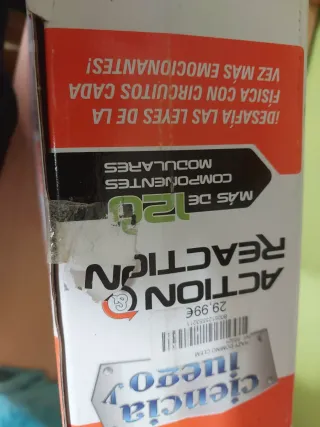 ciencia
y juego
29,99€
ACTION
REACTION
120 MÁS DE
COMPONENTES
MODULARES
¡DESAFÍA LAS LEYES DE LA
FÍSICA CON CIRCUITOS CADA
VEZ MÁS EMOCIONANTES!